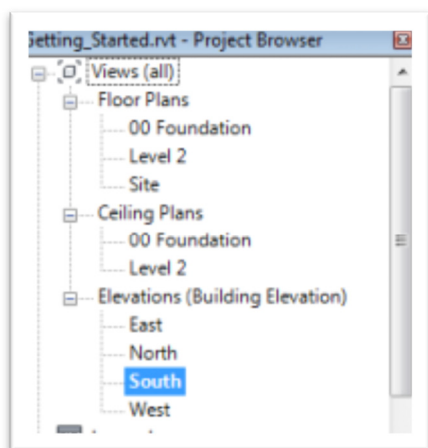 Getting_Started.rvt - Project Browser
Views (all)
Floor Plans
00 Foundation
Level 2
Site
Ceiling Plans
00 Foundation
Level 2
Elevations (Building Elevation)
East
North
South
West